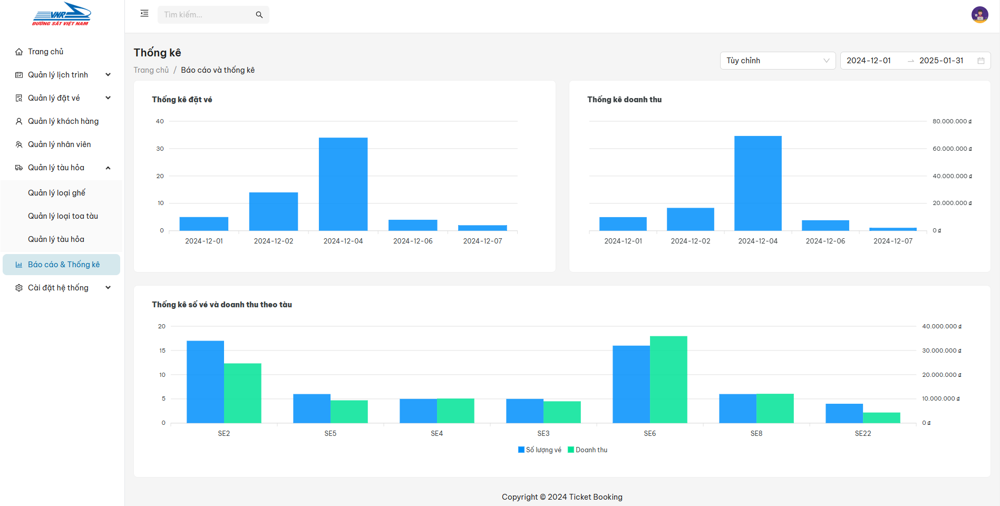 VNR
ĐƯỜNG SẮT VIỆT NAM
Trang chủ
Quản lý lịch trình
Quản lý đặt vé
Quản lý khách hàng
Quản lý nhân viên
Quản lý tàu hỏa
Quản lý loại ghế
Quản lý loại toa tàu
Quản lý tàu hỏa
Báo cáo & Thống kê
Cài đặt hệ thống
Tìm kiếm...
Thống kê
Trang chủ / Báo cáo và thống kê
Tùy chỉnh
2024-12-01 → 2025-01-31
Thống kê đặt vé
40
30
20
10
0
2024-12-01 2024-12-02 2024-12-04 2024-12-06 2024-12-07
Thống kê doanh thu
80.000.000 ₫
60.000.000 ₫
40.000.000 ₫
20.000.000 ₫
0 ₫
2024-12-01 2024-12-02 2024-12-04 2024-12-06 2024-12-07
Thống kê số vé và doanh thu theo tàu
20
15
10
5
0
40.000.000 ₫
30.000.000 ₫
20.000.000 ₫
10.000.000 ₫
0 ₫
SE2 SE5 SE4 SE3 SE6 SE8 SE22
Số lượng vé Doanh thu
Copyright © 2024 Ticket Booking